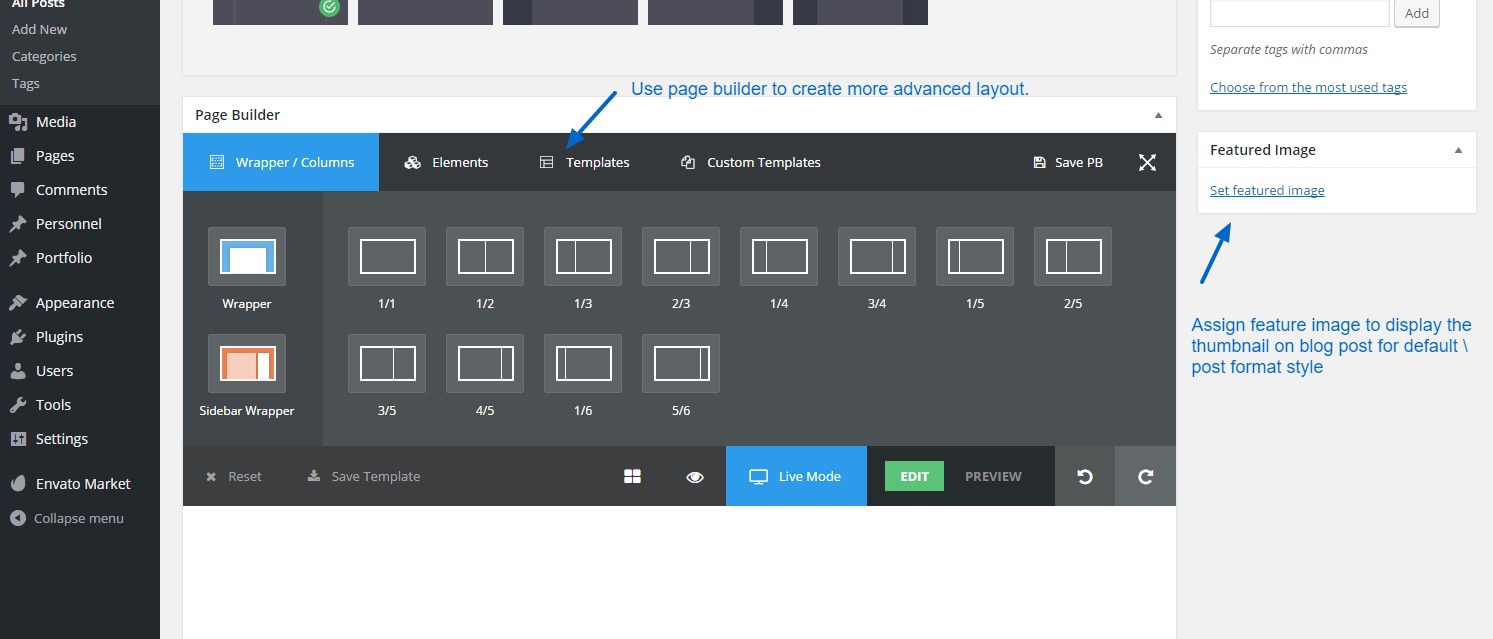 All Posts
Add New
Categories
Tags
Media
Pages
Comments
Personnel
Portfolio
Appearance
Plugins
Users
Tools
Settings
Envato Market
Collapse menu
Use page builder to create more advanced layout.
Page Builder
Wrapper / Columns Elements Templates Custom Templates Save PB
Wrapper 1/1 1/2 1/3 2/3 1/4 3/4 1/5 2/5
Sidebar Wrapper 3/5 4/5 1/6 5/6
Reset Save Template Live Mode EDIT PREVIEW
Add
Separate tags with commas
Choose from the most used tags
Featured Image
Set featured image
Assign feature image to display the
thumbnail on blog post for default \
post format style